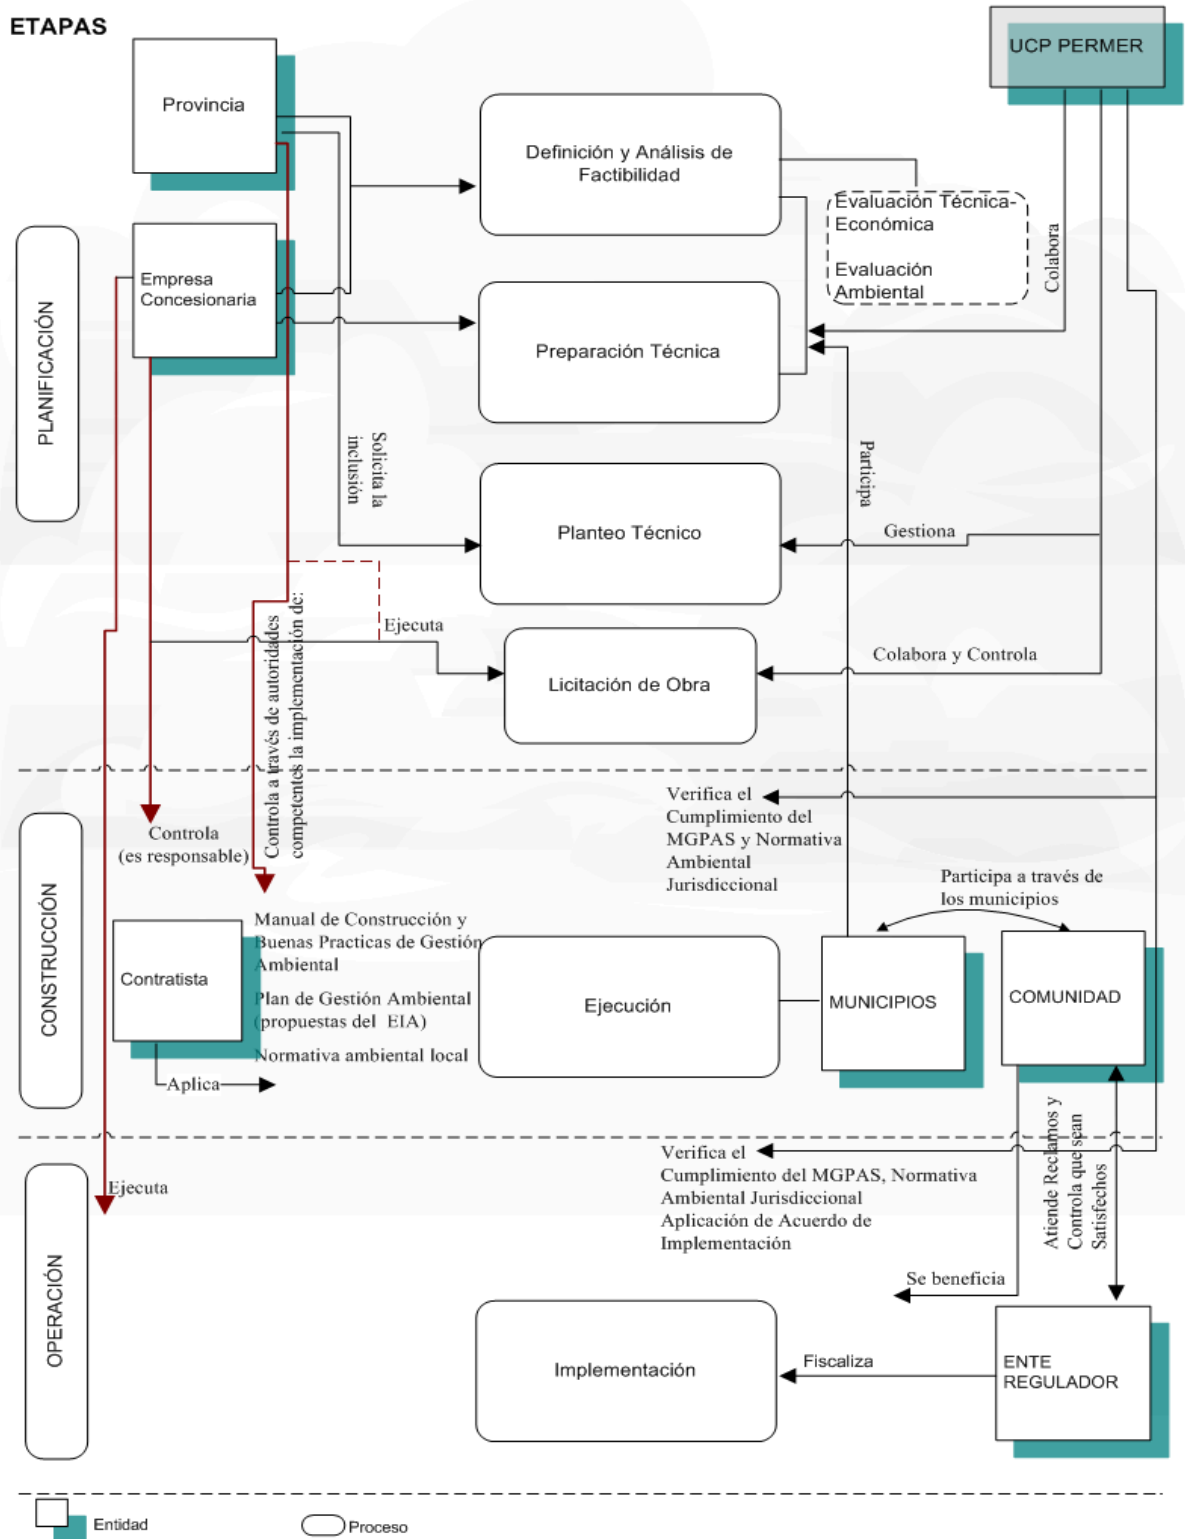 ETAPAS
UCP PERMER
Provincia
Definición y Análisis de
Factibilidad
Evaluación Técnica-
Económica
Evaluación
Ambiental
Colabora
PLANIFICACIÓN
Empresa
Concesionaria
Preparación Técnica
Solicita la
inclusión
Participa
Planteo Técnico
Gestiona
Ejecuta
Controla a través de autoridades
competentes la implementación de:
Licitación de Obra
Colabora y Controla
CONSTRUCCIÓN
Controla
(es responsable)
Verifica el
Cumplimiento del
MGPAS y Normativa
Ambiental
Jurisdiccional
Participa a través de
los municipios
Contratista
Manual de Construcción y
Buenas Practicas de Gestión
Ambiental
Plan de Gestión Ambiental
(propuestas del EIA)
Normativa ambiental local
Aplica
Ejecución
MUNICIPIOS
COMUNIDAD
OPERACIÓN
Ejecuta
Verifica el
Cumplimiento del MGPAS, Normativa
Ambiental Jurisdiccional
Aplicación de Acuerdo de
Implementación
Atiende Reclamos y
Controla que sean
Satisfechos
Se beneficia
Implementación
Fiscaliza
ENTE
REGULADOR
Entidad
Proceso